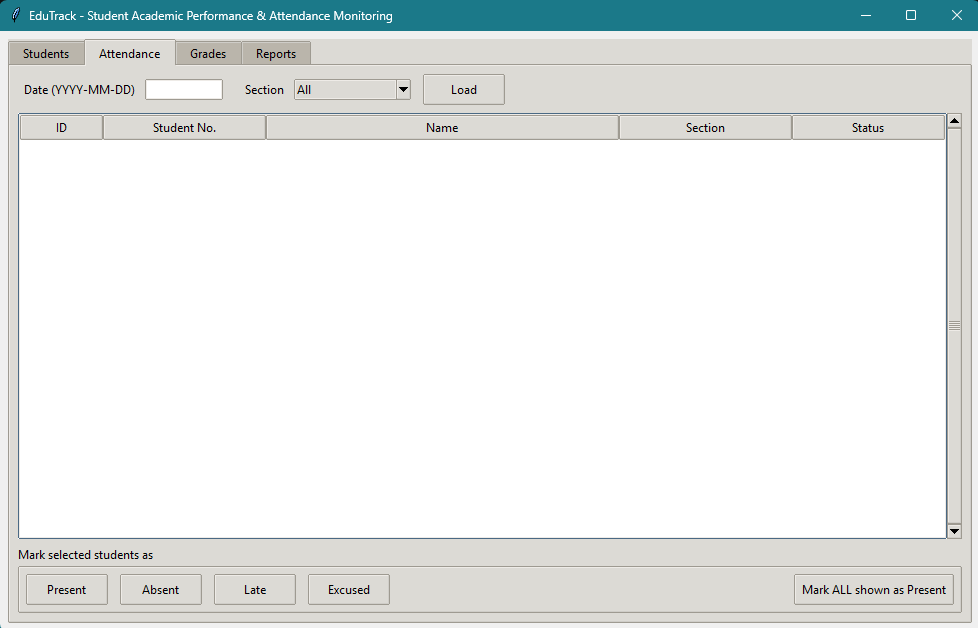 EduTrack - Student Academic Performance & Attendance Monitoring
Students Attendance Grades Reports
Date (YYYY-MM-DD) Section All Load
ID Student No. Name Section Status
Mark selected students as
Present Absent Late Excused Mark ALL shown as Present